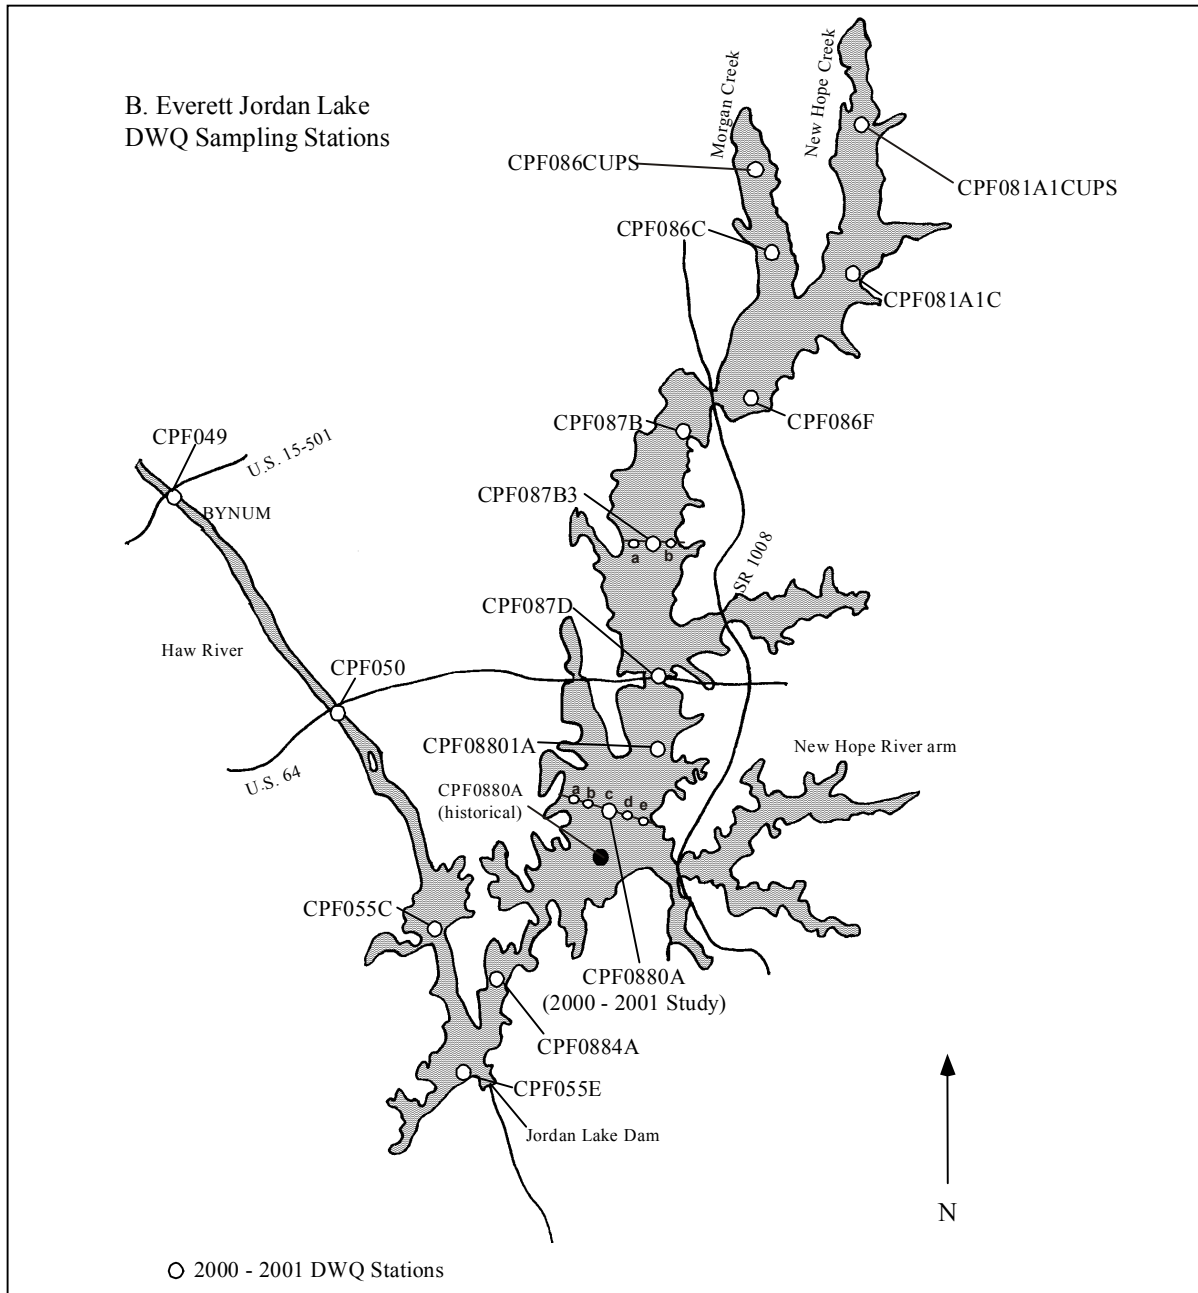 B. Everett Jordan Lake
DWQ Sampling Stations
Morgan Creek
New Hope Creek
CPF086CUPS
CPF081A1CUPS
CPF086C
CPF081A1C
CPF086F
CPF087B
CPF049
U.S. 15-501
BYNUM
CPF087B3
a
b
SR 1008
CPF087D
Haw River
CPF050
U.S. 64
CPF08801A
New Hope River arm
CPF0880A
(historical)
a b c d e
CPF055C
CPF0880A
(2000 - 2001 Study)
CPF0884A
CPF055E
Jordan Lake Dam
N
2000 - 2001 DWQ Stations